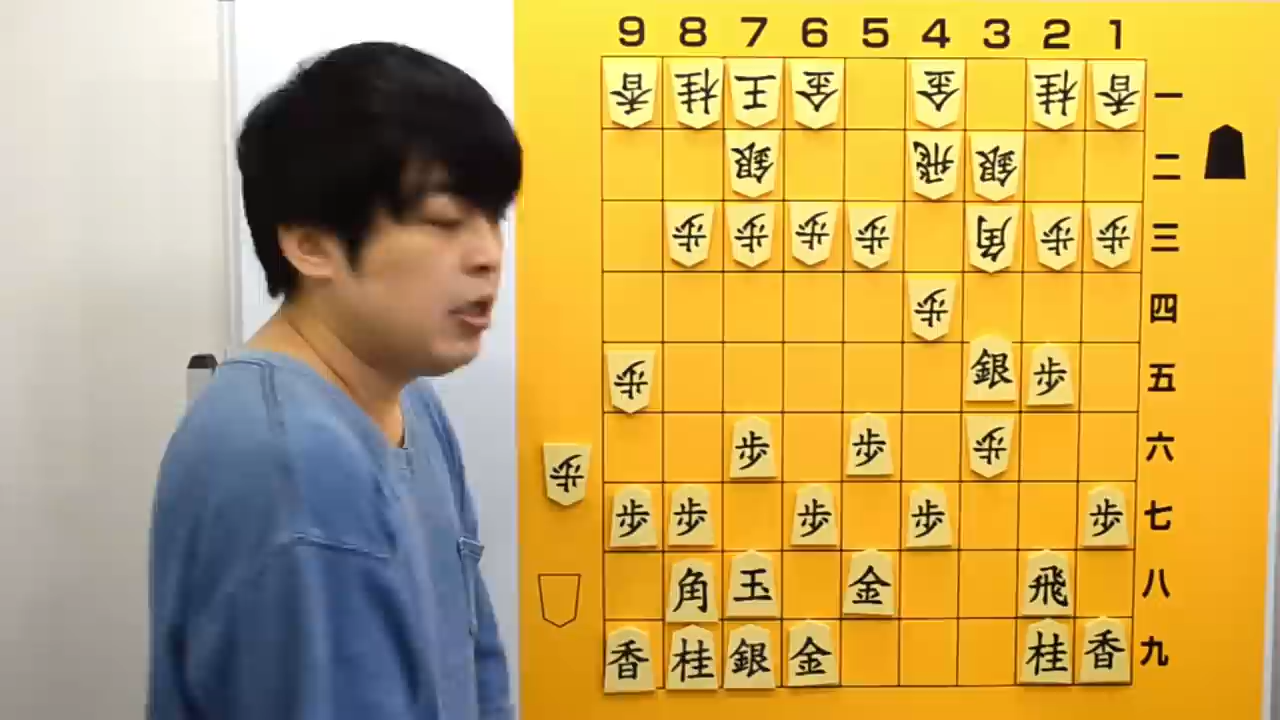 9 8 7 6 5 4 3 2 1
香 桂 王 金 金 桂 香 一
銀 飛 銀 二
歩 歩 歩 歩 角 歩 歩 三
歩 四
歩 銀 歩 五
歩 歩 歩 歩 六
歩 歩 歩 歩 歩 七
角 玉 金 飛 八
香 桂 銀 金 桂 香 九